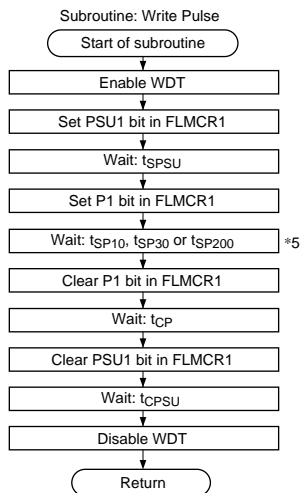 Subroutine: Write Pulse
Start of subroutine
Enable WDT
Set PSU1 bit in FLMCR1
Wait: tSPSU
Set P1 bit in FLMCR1
Wait: tSP10, tSP30 or tSP200 *5
Clear P1 bit in FLMCR1
Wait: tCP
Clear PSU1 bit in FLMCR1
Wait: tCPSU
Disable WDT
Return